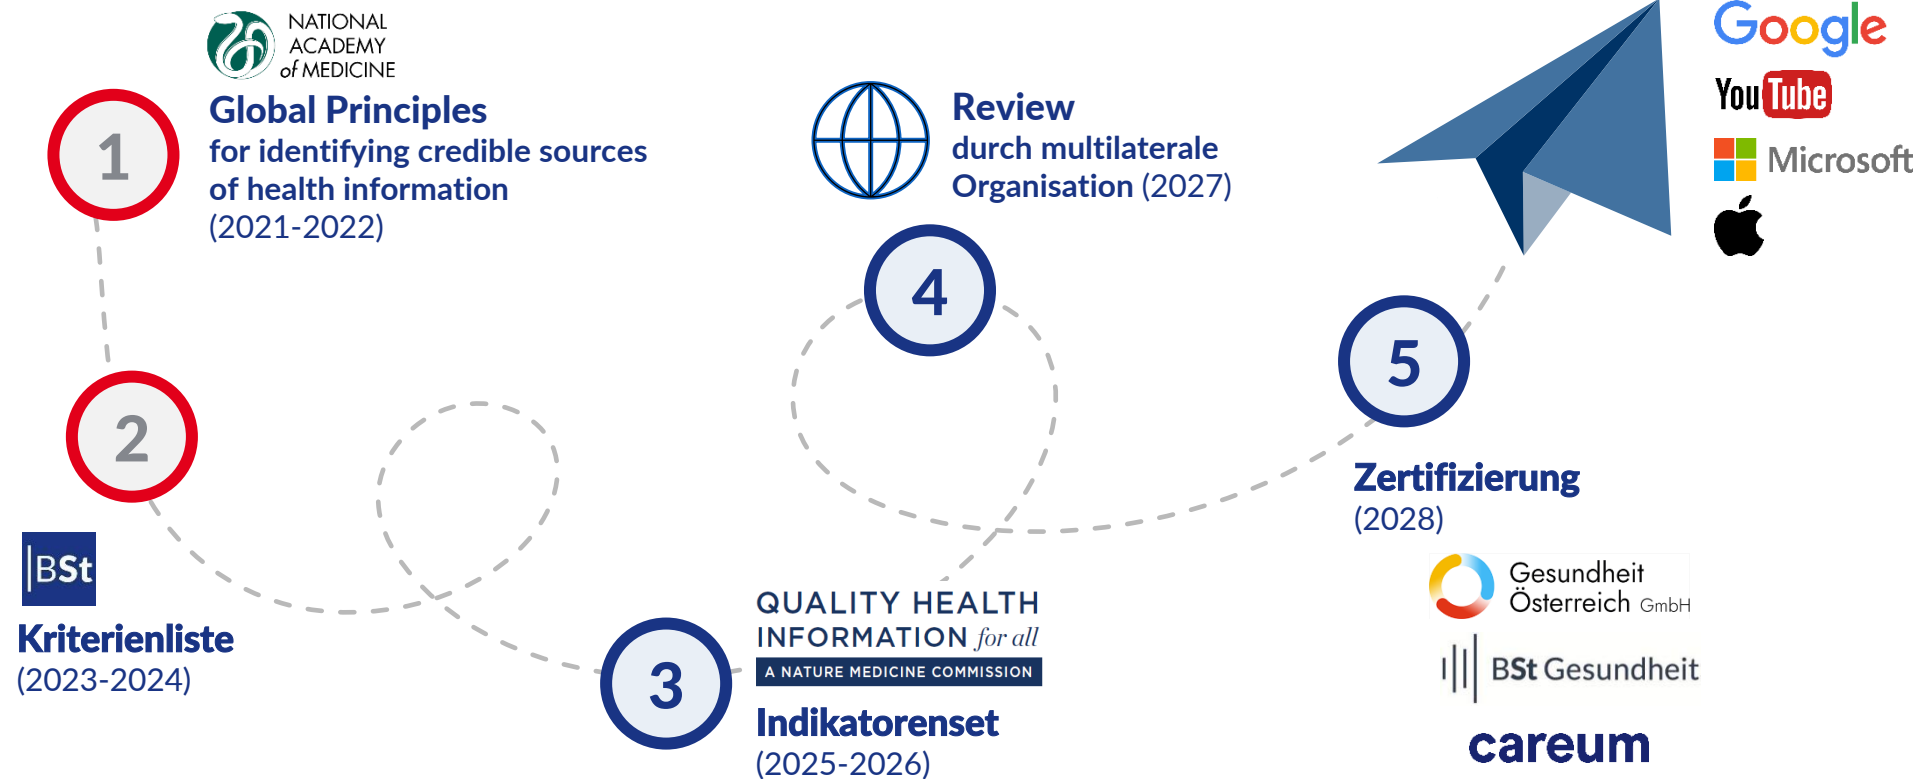 1
NATIONAL
ACADEMY
of MEDICINE
Global Principles
for identifying credible sources
of health information
(2021-2022)
2
BSt
Kriterienliste
(2023-2024)
3
QUALITY HEALTH
INFORMATION for all
A NATURE MEDICINE COMMISSION
Indikatorenset
(2025-2026)
4
Review
durch multilaterale
Organisation (2027)
5
Zertifizierung
(2028)
Gesundheit
Österreich GmbH
BSt Gesundheit
careum
Google
YouTube
Microsoft